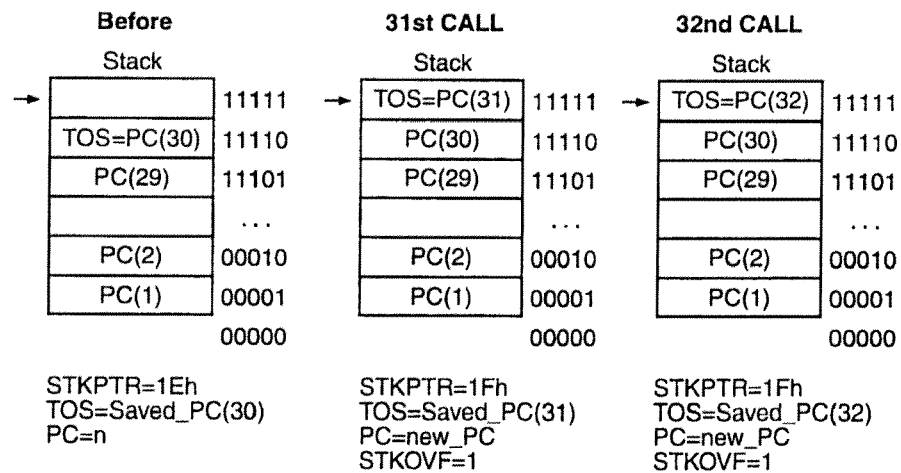 Before
Stack
11111
TOS=PC(30) 11110
PC(29) 11101
...
PC(2) 00010
PC(1) 00001
00000
STKPTR=1Eh
TOS=Saved_PC(30)
PC=n
31st CALL
Stack
TOS=PC(31) 11111
PC(30) 11110
PC(29) 11101
...
PC(2) 00010
PC(1) 00001
00000
STKPTR=1Fh
TOS=Saved_PC(31)
PC=new_PC
STKOVF=1
32nd CALL
Stack
TOS=PC(32) 11111
PC(30) 11110
PC(29) 11101
...
PC(2) 00010
PC(1) 00001
00000
STKPTR=1Fh
TOS=Saved_PC(32)
PC=new_PC
STKOVF=1